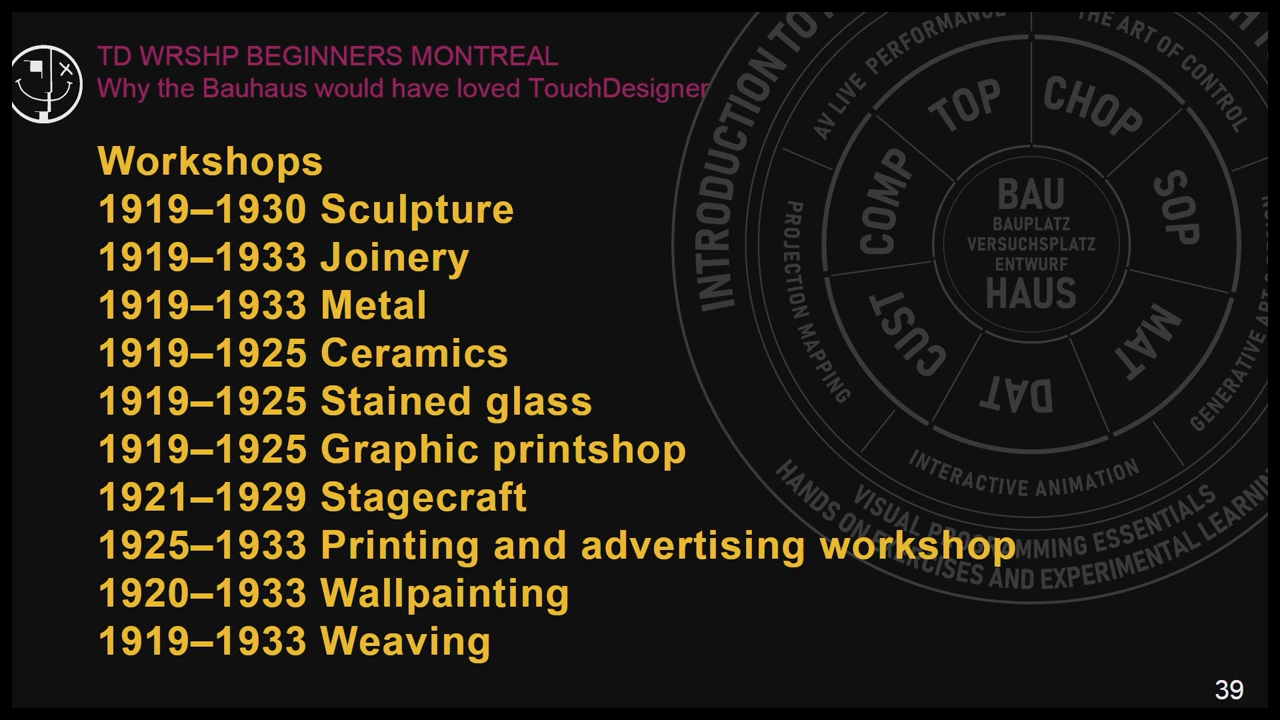 TD WRSHP BEGINNERS MONTREAL
Why the Bauhaus would have loved TouchDesigner
Workshops
1919–1930 Sculpture
1919–1933 Joinery
1919–1933 Metal
1919–1925 Ceramics
1919–1925 Stained glass
1919–1925 Graphic printshop
1921–1929 Stagecraft
1925–1933 Printing and advertising workshop
1920–1933 Wallpainting
1919–1933 Weaving
INTRODUCTION TO
AV LIVE PERFORMANCE
THE ART OF CONTROL
PROJECTION MAPPING
GENERATIVE
INTERACTIVE ANIMATION
VISUAL PROGRAMMING ESSENTIALS
HANDS ON EXERCISES AND EXPERIMENTAL
TOP
CHOP
SOP
MAT
DAT
CUST
COMP
BAU
BAUPLATZ
VERSUCHSPLATZ
ENTWURF
HAUS
39